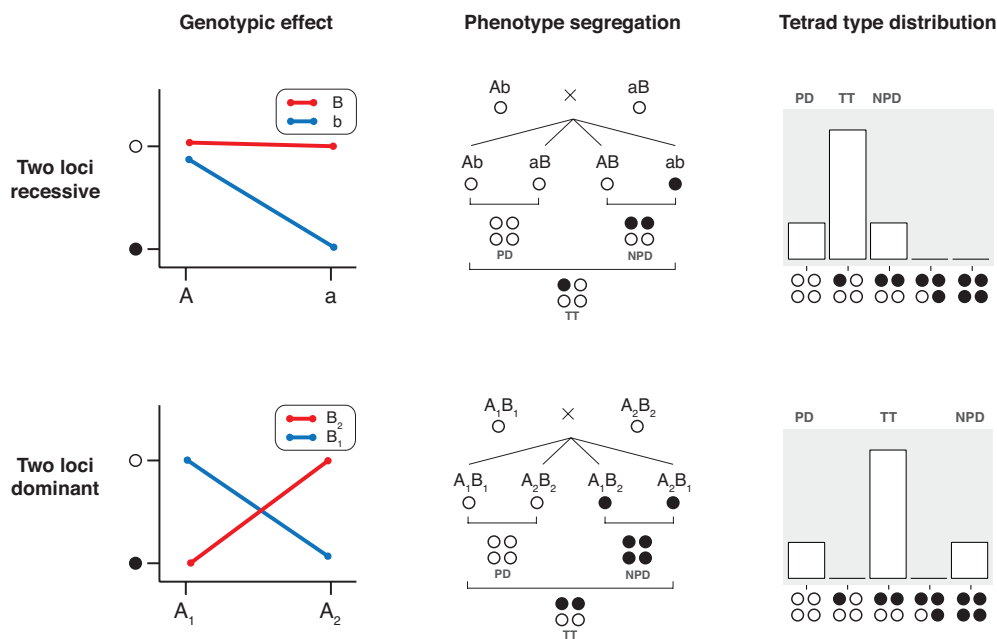 Genotypic effect
Phenotype segregation
Tetrad type distribution
Two loci
recessive
B
b
A
a
Ab
aB
Ab
aB
AB
ab
PD
NPD
TT
PD
TT
NPD
Two loci
dominant
B₂
B₁
A₁
A₂
A₁B₁
A₂B₂
A₁B₁
A₂B₂
A₁B₂
A₂B₁
PD
NPD
TT
PD
TT
NPD